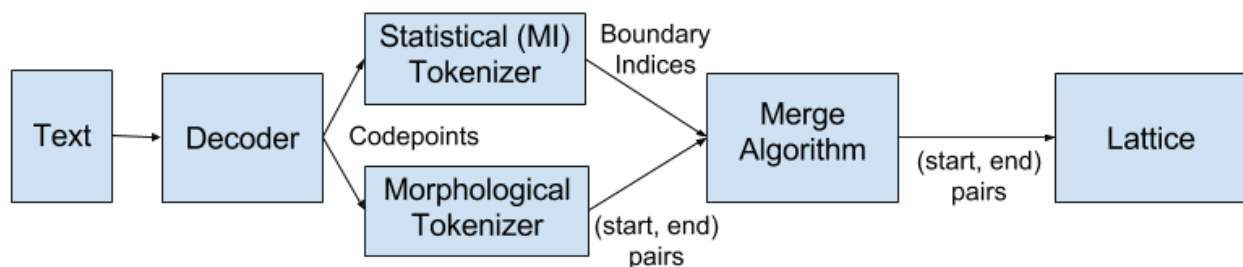 Text
Decoder
Codepoints
Statistical (MI)
Tokenizer
Morphological
Tokenizer
Boundary
Indices
(start, end)
pairs
Merge
Algorithm
(start, end)
pairs
Lattice